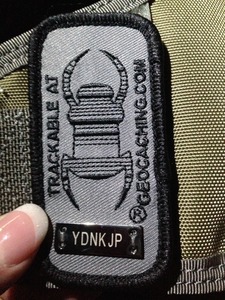 TRACKABLE AT
GEOCACHING.COM®
YDNKJP